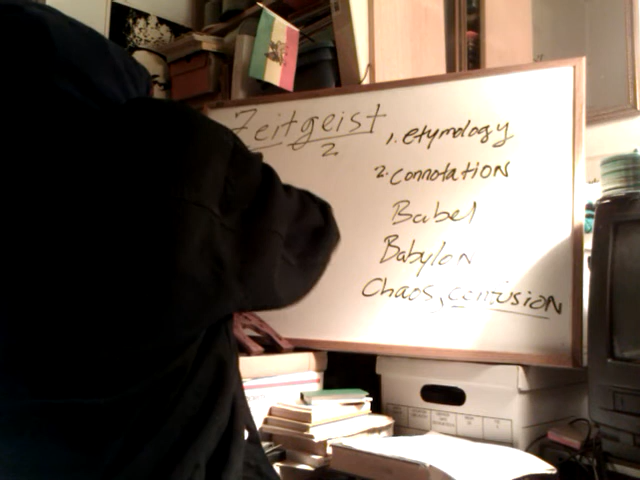 Zeitgeist
2
1. etymology
2. connotation
Babel
Babylon
Chaos, confusion